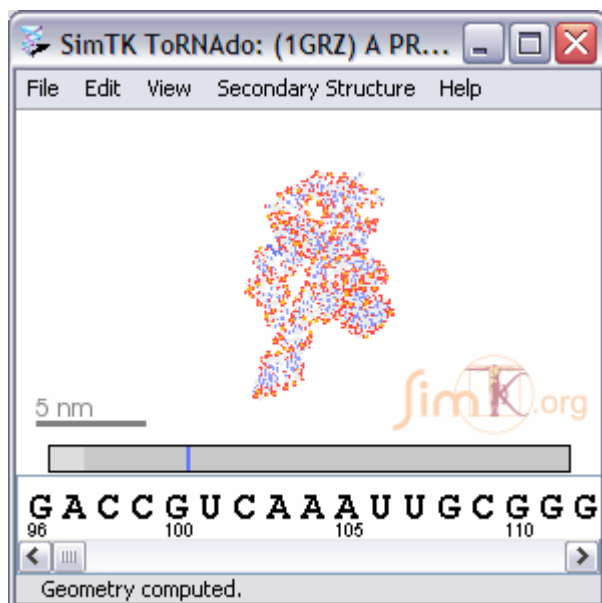 SimTK ToRNAdo: (1GRZ) A PR...
File Edit View Secondary Structure Help
5 nm
SimTK.org
G A C C G U C A A A U U G C G G G
96 100 105 110
Geometry computed.